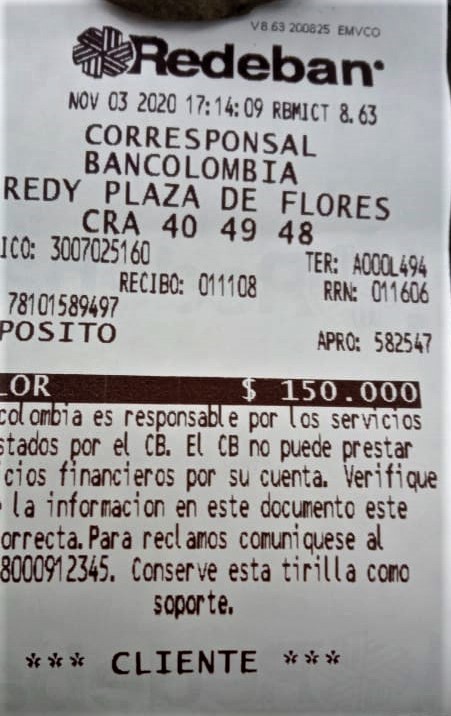 V8.63 200825 EMVCO
Redeban
NOV 03 2020 17:14:09 RBMICT 8.63
CORRESPONSAL
BANCOLOMBIA
REDY PLAZA DE FLORES
CRA 40 49 48
ICO: 3007025160 TER: A000L494
RECIBO: 011108 RRN: 011606
78101589497
POSITO APRO: 582547
LOR $ 150.000
colombia es responsable por los servicios
stados por el CB. El CB no puede prestar
cios financieros por su cuenta. Verifique
la informacion en este documento este
orrecta. Para reclamos comuniquese al
8000912345. Conserve esta tirilla como
soporte.
*** CLIENTE ***